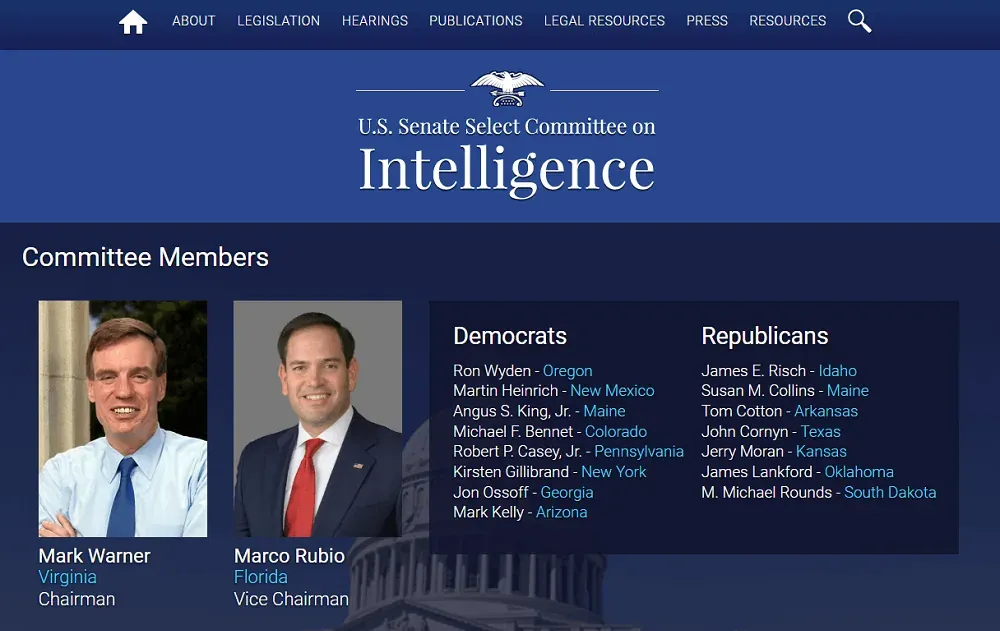 ABOUT LEGISLATION HEARINGS PUBLICATIONS LEGAL RESOURCES PRESS RESOURCES
U.S. Senate Select Committee on
Intelligence
Committee Members
Mark Warner
Virginia
Chairman
Marco Rubio
Florida
Vice Chairman
Democrats
Ron Wyden - Oregon
Martin Heinrich - New Mexico
Angus S. King, Jr. - Maine
Michael F. Bennet - Colorado
Robert P. Casey, Jr. - Pennsylvania
Kirsten Gillibrand - New York
Jon Ossoff - Georgia
Mark Kelly - Arizona
Republicans
James E. Risch - Idaho
Susan M. Collins - Maine
Tom Cotton - Arkansas
John Cornyn - Texas
Jerry Moran - Kansas
James Lankford - Oklahoma
M. Michael Rounds - South Dakota